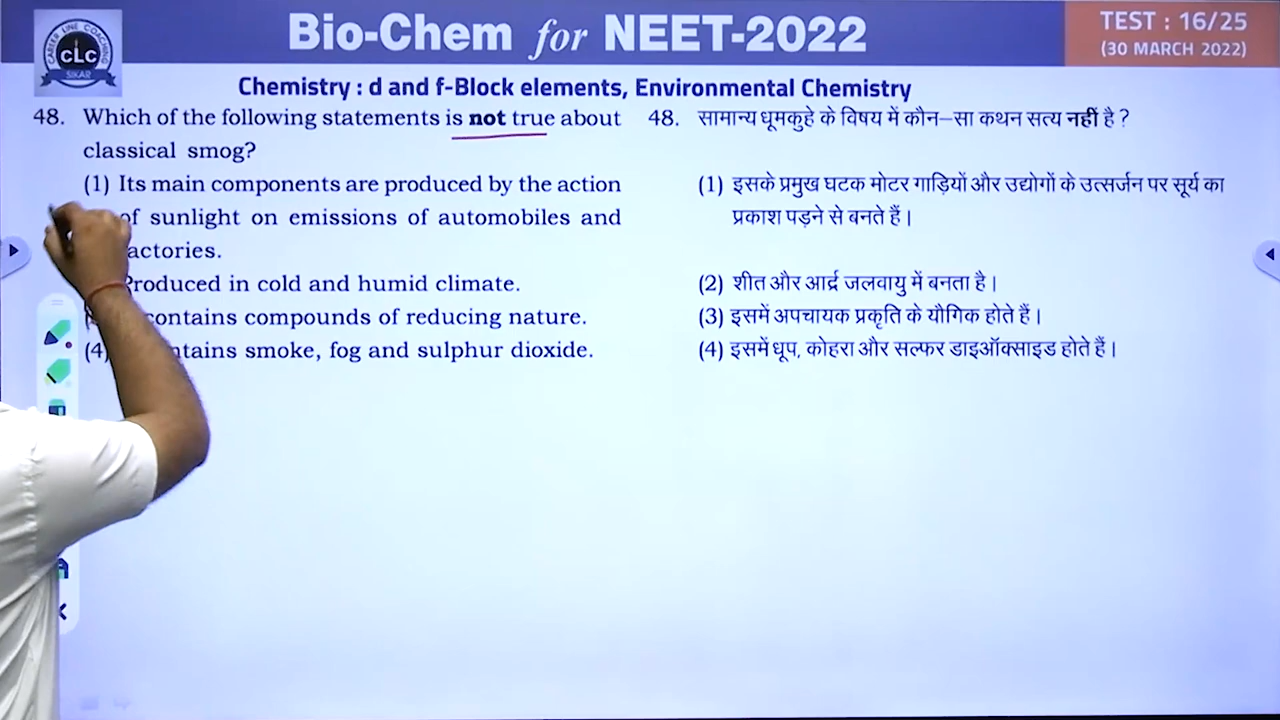 Bio-Chem for NEET-2022
TEST : 16/25
(30 MARCH 2022)
CAREER LINE COACHING
CLC
SIKAR
Chemistry : d and f-Block elements, Environmental Chemistry
48. Which of the following statements is not true about
classical smog?
(1) Its main components are produced by the action
of sunlight on emissions of automobiles and
actories.
Produced in cold and humid climate.
contains compounds of reducing nature.
(4) ntains smoke, fog and sulphur dioxide.
48. सामान्य धूमकुहे के विषय में कौन–सा कथन सत्य नहीं है ?
(1) इसके प्रमुख घटक मोटर गाड़ियों और उद्योगों के उत्सर्जन पर सूर्य का
प्रकाश पड़ने से बनते हैं।
(2) शीत और आर्द्र जलवायु में बनता है।
(3) इसमें अपचायक प्रकृति के यौगिक होते हैं।
(4) इसमें धूप, कोहरा और सल्फर डाइऑक्साइड होते हैं।